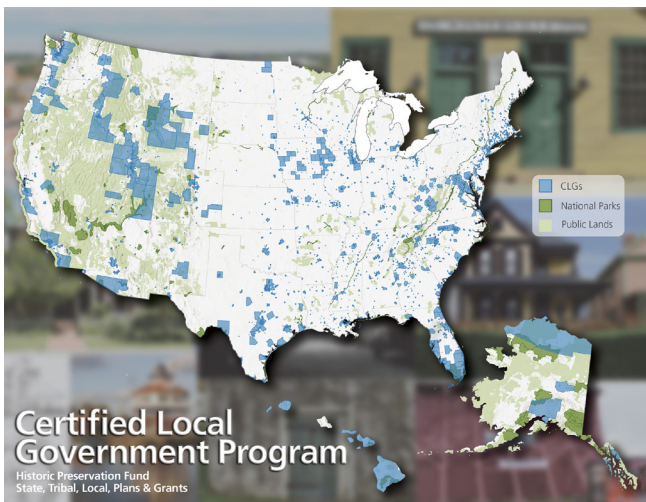 CLGs
National Parks
Public Lands
Certified Local
Government Program
Historic Preservation Fund
State, Tribal, Local, Plans & Grants